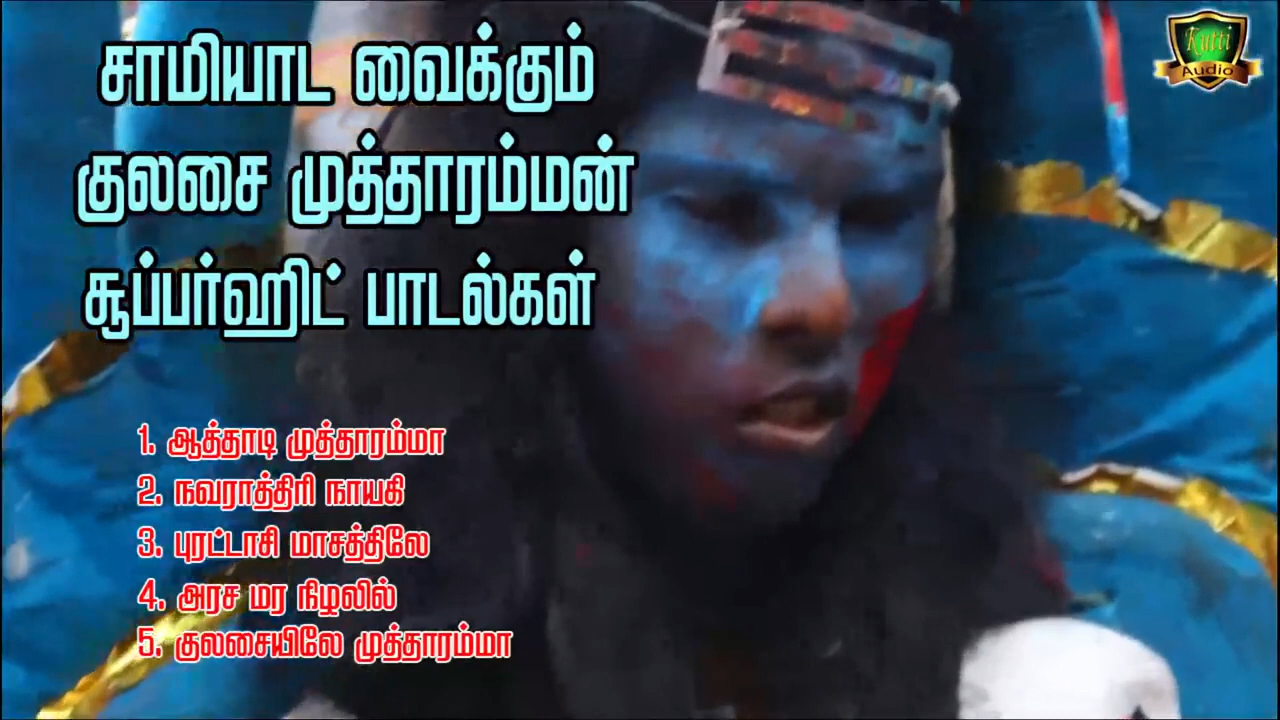 சாமியாட வைக்கும்
குலசை முத்தாரம்மன்
சூப்பர்ஹிட் பாடல்கள்
1. ஆத்தாடி முத்தாரம்மா
2. நவராத்திரி நாயகி
3. புரட்டாசி மாசத்திலே
4. அரச மர நிழலில்
5. குலசையிலே முத்தாரம்மா
Kutti
Audio